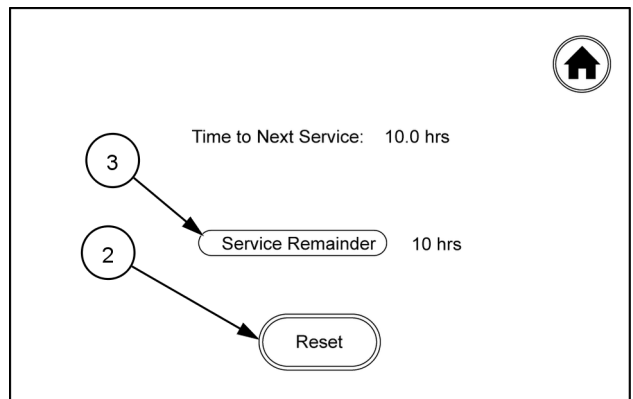 Time to Next Service: 10.0 hrs
3
Service Remainder 10 hrs
2
Reset